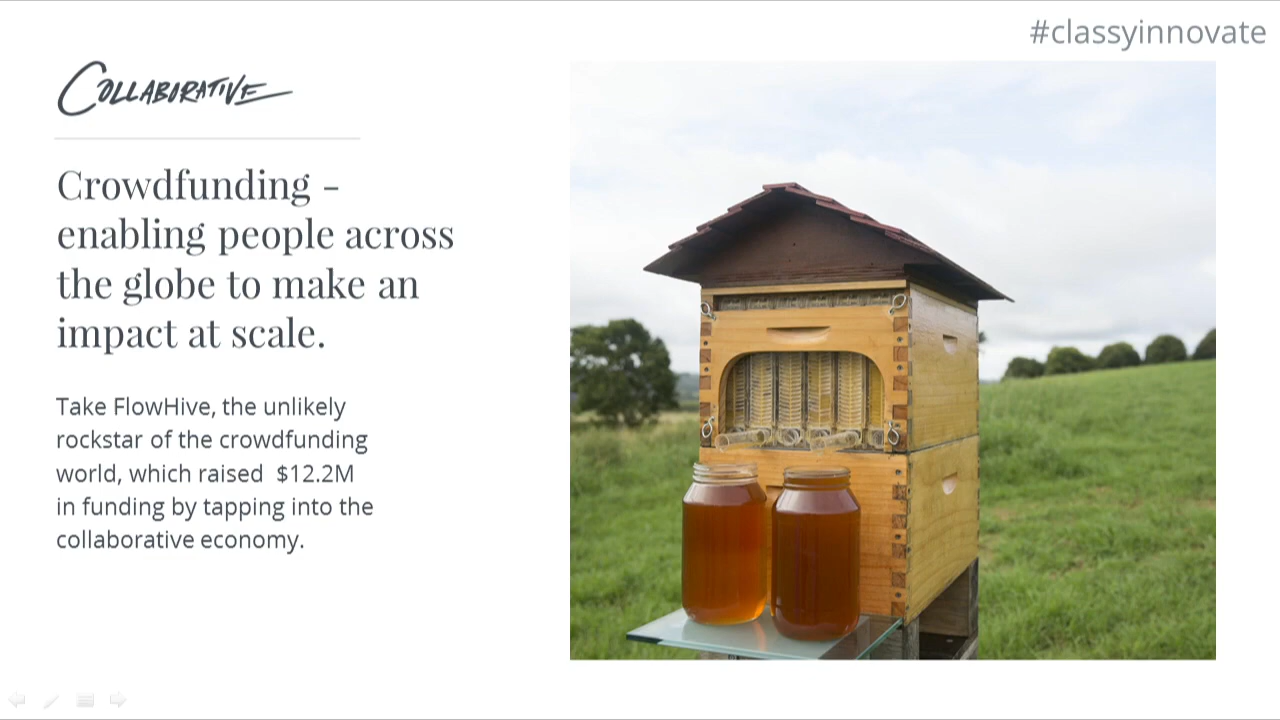 #classyinnovate
COLLABORATIVE
Crowdfunding -
enabling people across
the globe to make an
impact at scale.
Take FlowHive, the unlikely
rockstar of the crowdfunding
world, which raised  $12.2M
in funding by tapping into the
collaborative economy.